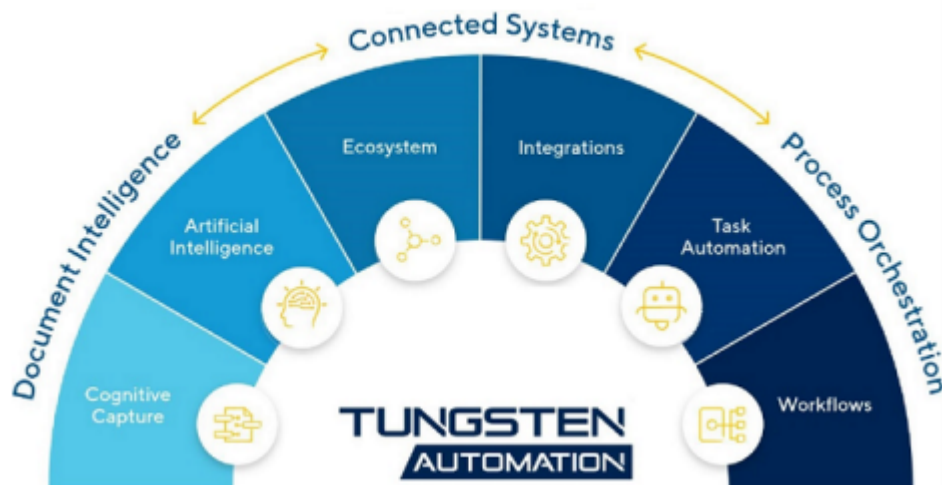 Connected Systems
Document Intelligence
Process Orchestration
Ecosystem
Integrations
Artificial
Intelligence
Task
Automation
Cognitive
Capture
Workflows
TUNGSTEN
AUTOMATION